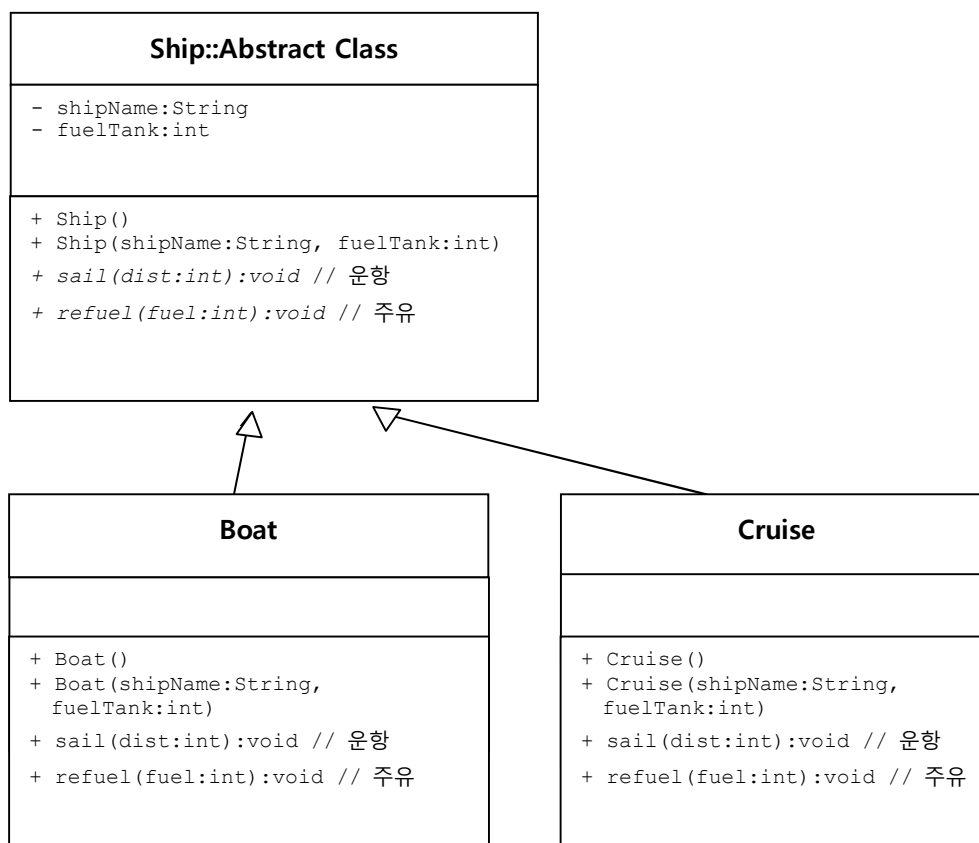 Ship::Abstract Class
- shipName:String
- fuelTank:int
+ Ship()
+ Ship(shipName:String, fuelTank:int)
+ sail(dist:int):void // 운항
+ refuel(fuel:int):void // 주유
Boat
+ Boat()
+ Boat(shipName:String,
fuelTank:int)
+ sail(dist:int):void // 운항
+ refuel(fuel:int):void // 주유
Cruise
+ Cruise()
+ Cruise(shipName:String,
fuelTank:int)
+ sail(dist:int):void // 운항
+ refuel(fuel:int):void // 주유